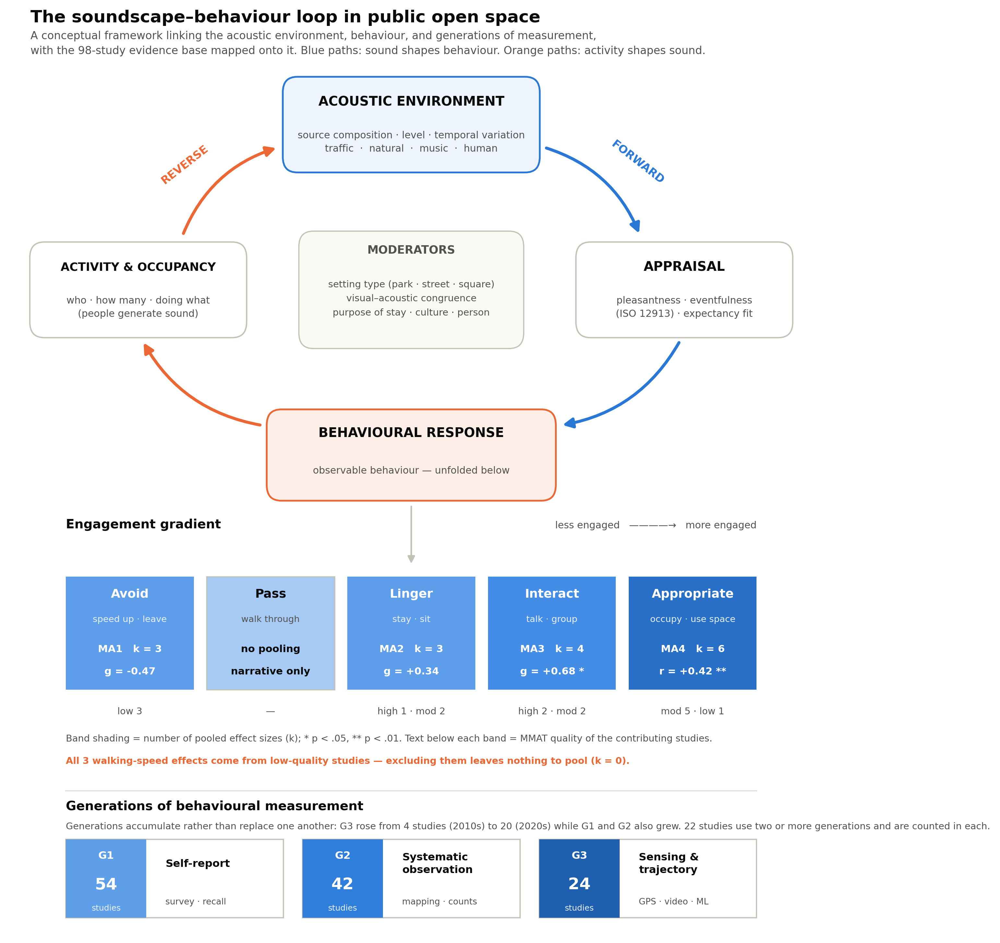 The soundscape–behaviour loop in public open space
A conceptual framework linking the acoustic environment, behaviour, and generations of measurement,
with the 98-study evidence base mapped onto it. Blue paths: sound shapes behaviour. Orange paths: activity shapes sound.
ACOUSTIC ENVIRONMENT
source composition · level · temporal variation
traffic · natural · music · human
REVERSE
FORWARD
ACTIVITY & OCCUPANCY
who · how many · doing what
(people generate sound)
MODERATORS
setting type (park · street · square)
visual–acoustic congruence
purpose of stay · culture · person
APPRAISAL
pleasantness · eventfulness
(ISO 12913) · expectancy fit
BEHAVIOURAL RESPONSE
observable behaviour — unfolded below
Engagement gradient
less engaged ————→ more engaged
Avoid
speed up · leave
MA1 k = 3
g = -0.47
low 3
Pass
walk through
no pooling
narrative only
—
Linger
stay · sit
MA2 k = 3
g = +0.34
high 1 · mod 2
Interact
talk · group
MA3 k = 4
g = +0.68 *
high 2 · mod 2
Appropriate
occupy · use space
MA4 k = 6
r = +0.42 **
mod 5 · low 1
Band shading = number of pooled effect sizes (k); * p < .05, ** p < .01. Text below each band = MMAT quality of the contributing studies.
All 3 walking-speed effects come from low-quality studies — excluding them leaves nothing to pool (k = 0).
Generations of behavioural measurement
Generations accumulate rather than replace one another: G3 rose from 4 studies (2010s) to 20 (2020s) while G1 and G2 also grew. 22 studies use two or more generations and are counted in each.
G1
54
studies
Self-report
survey · recall
G2
42
studies
Systematic
observation
mapping · counts
G3
24
studies
Sensing &
trajectory
GPS · video · ML